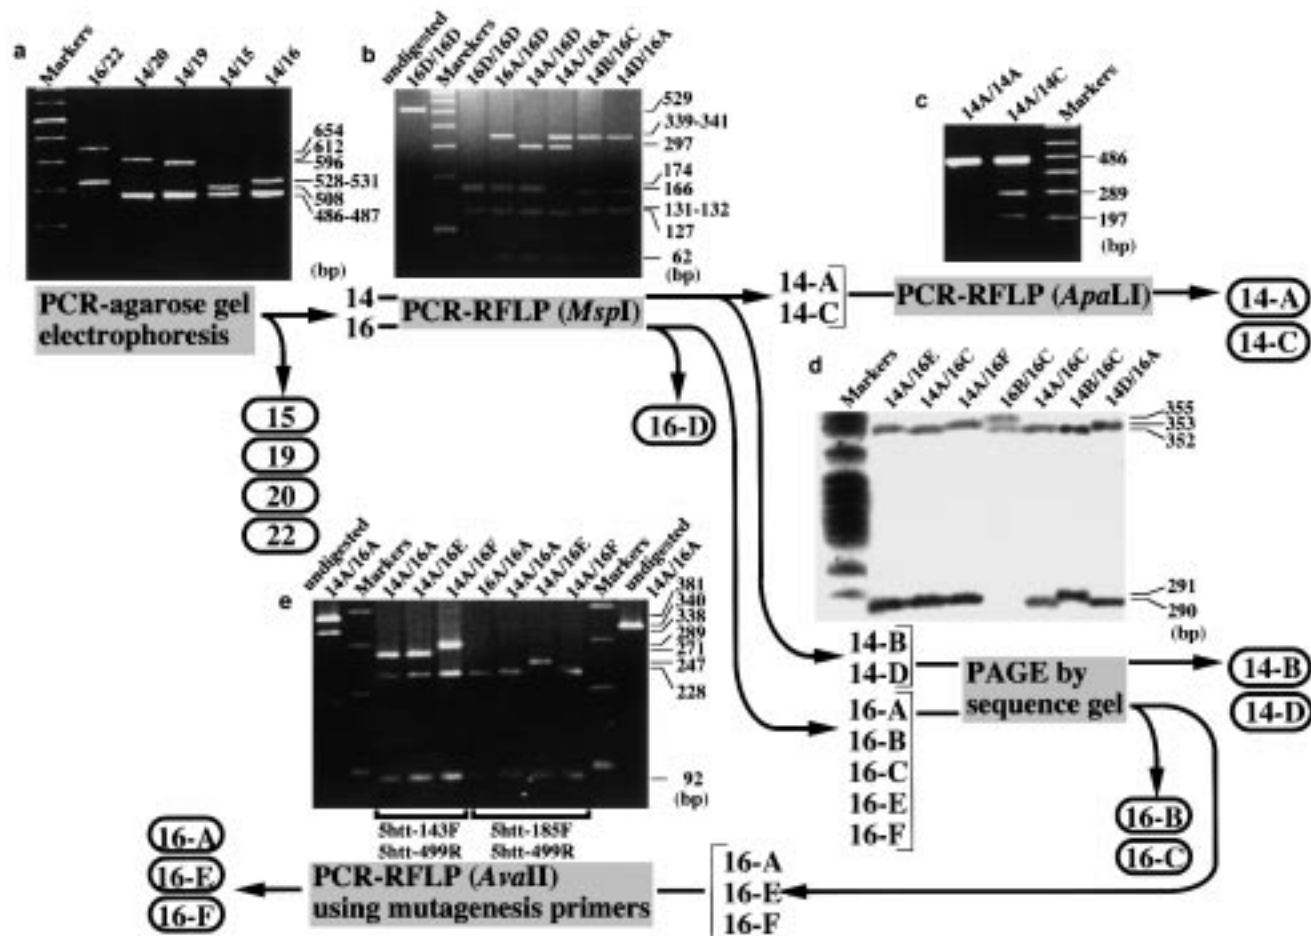 a
Markers
16/22
14/20
14/19
14/15
14/16
654
612
596
528-531
508
486-487
(bp)
b
undigested
16D/16D
Marekers
16D/16D
16A/16D
14A/16D
14A/16A
14B/16C
14D/16A
529
339-341
297
174
166
131-132
127
62
(bp)
c
14A/14A
14A/14C
Markers
486
289
197
(bp)
PCR-agarose gel
electrophoresis
14
16
PCR-RFLP (MspI)
14-A
14-C
PCR-RFLP (ApaLI)
14-A
14-C
15
19
20
22
16-D
d
Markers
14A/16E
14A/16C
14A/16F
16B/16C
14A/16C
14B/16C
14D/16A
355
353
352
291
290
(bp)
e
undigested
14A/16A
Markers
14A/16A
14A/16E
14A/16F
16A/16A
14A/16A
14A/16E
14A/16F
Markers
undigested
14A/16A
381
340
338
289
271
247
228
92
(bp)
5htt-143F
5htt-499R
5htt-185F
5htt-499R
14-B
14-D
16-A
16-B
16-C
16-E
16-F
PAGE by
sequence gel
14-B
14-D
16-B
16-C
16-A
16-E
16-F
PCR-RFLP (AvaII)
using mutagenesis primers
16-A
16-E
16-F